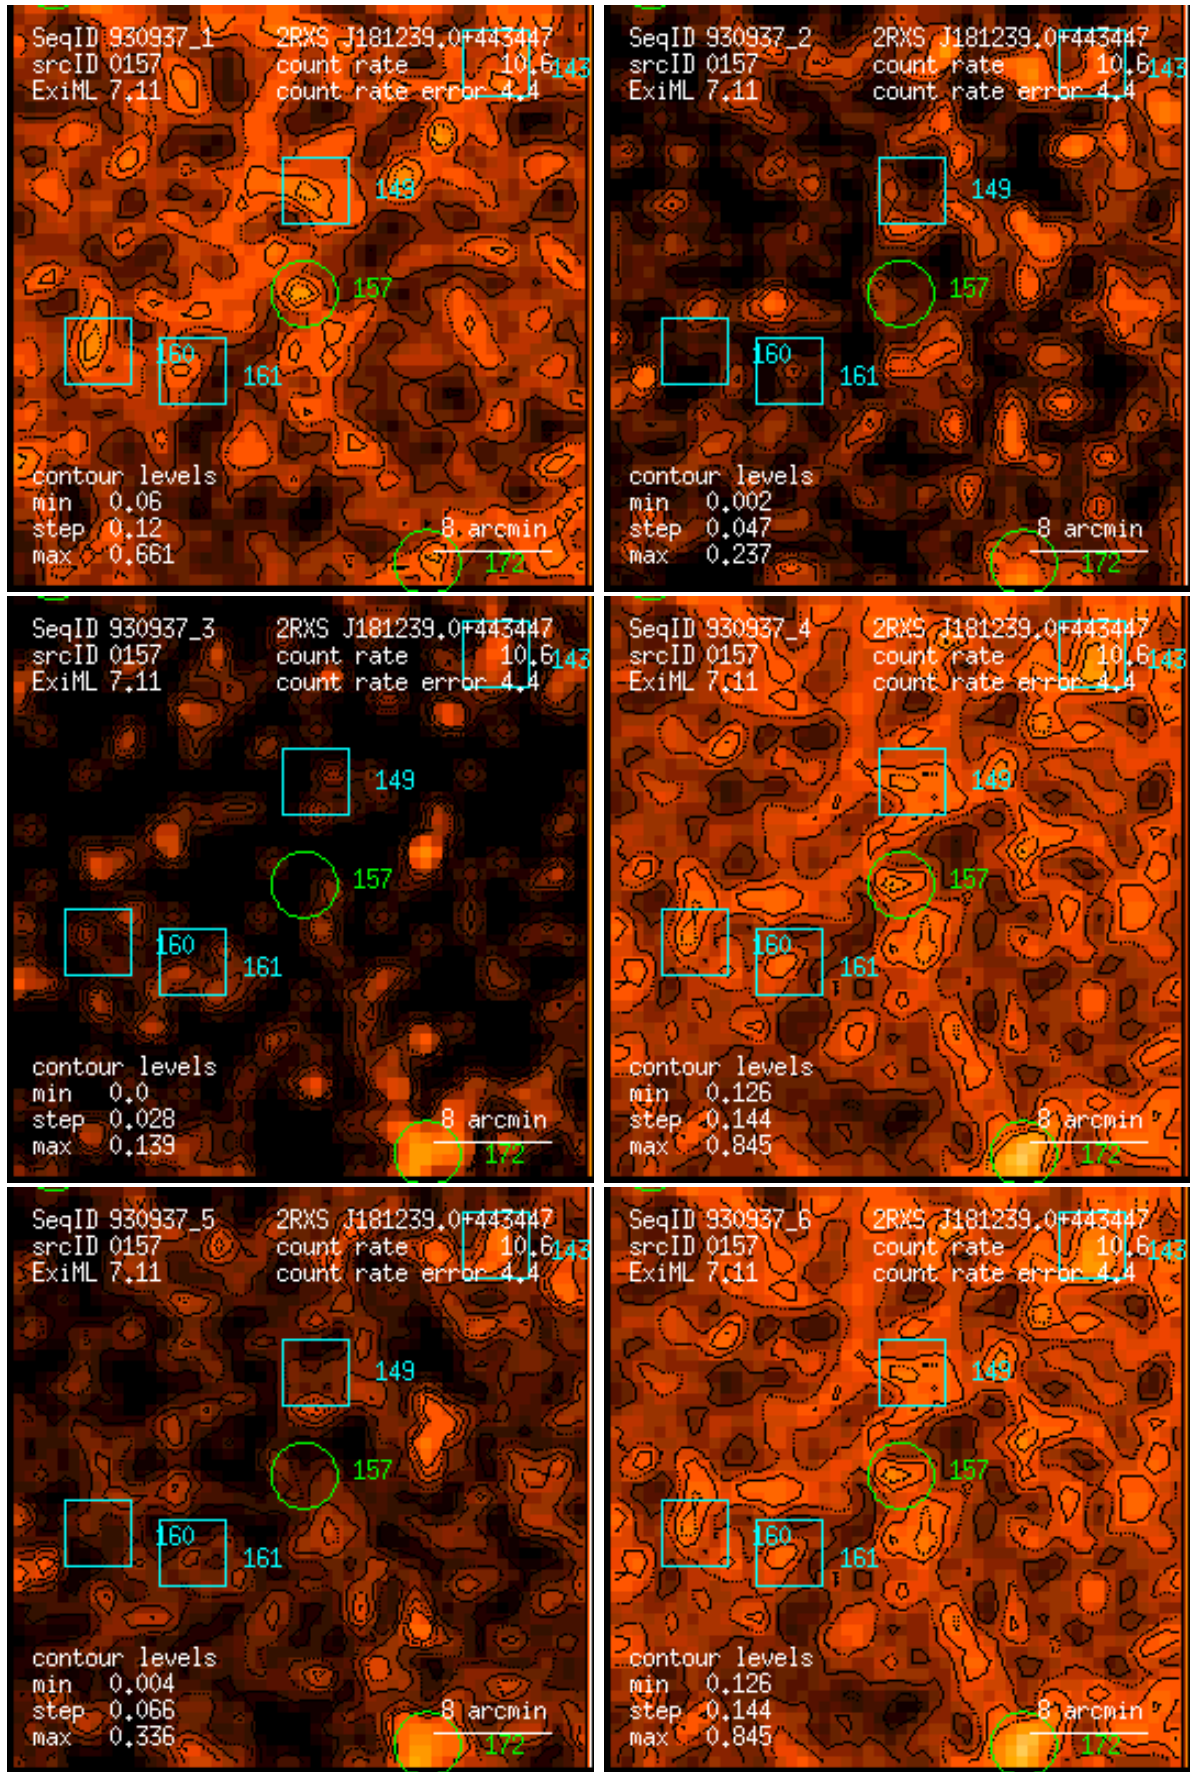 SeqID 930937_1 2RXS J181239.0+443447
srcID 0157 count rate 10.6 143
ExiML 7.11 count rate error 4.4
149
157
160
161
contour levels
min 0.06
step 0.12 8 arcmin
max 0.661 172
SeqID 930937_2 2RXS J181239.0+443447
srcID 0157 count rate 10.6 143
ExiML 7.11 count rate error 4.4
149
157
160
161
contour levels
min 0.002
step 0.047 8 arcmin
max 0.237 172
SeqID 930937_3 2RXS J181239.0+443447
srcID 0157 count rate 10.6 143
ExiML 7.11 count rate error 4.4
149
157
160
161
contour levels
min 0.0
step 0.028 8 arcmin
max 0.139 172
SeqID 930937_4 2RXS J181239.0+443447
srcID 0157 count rate 10.6 143
ExiML 7.11 count rate error 4.4
149
157
160
161
contour levels
min 0.126
step 0.144 8 arcmin
max 0.845 172
SeqID 930937_5 2RXS J181239.0+443447
srcID 0157 count rate 10.6 143
ExiML 7.11 count rate error 4.4
149
157
160
161
contour levels
min 0.004
step 0.066 8 arcmin
max 0.336 172
SeqID 930937_6 2RXS J181239.0+443447
srcID 0157 count rate 10.6 143
ExiML 7.11 count rate error 4.4
149
157
160
161
contour levels
min 0.126
step 0.144 8 arcmin
max 0.845 172